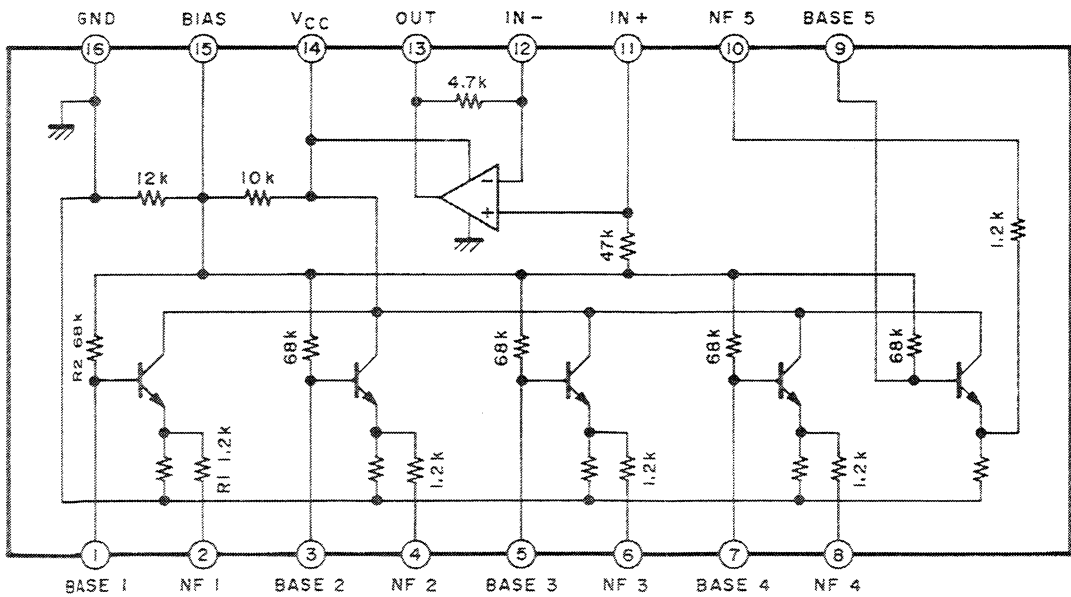 GND BIAS VCC OUT IN- IN+ NF 5 BASE 5
16 15 14 13 12 11 10 9
4.7k
12k 10k
-
+
47k
1.2k
R2 68k
68k
68k
68k
68k
R1 1.2k
1.2k
1.2k
1.2k
1 2 3 4 5 6 7 8
BASE 1 NF 1 BASE 2 NF 2 BASE 3 NF 3 BASE 4 NF 4